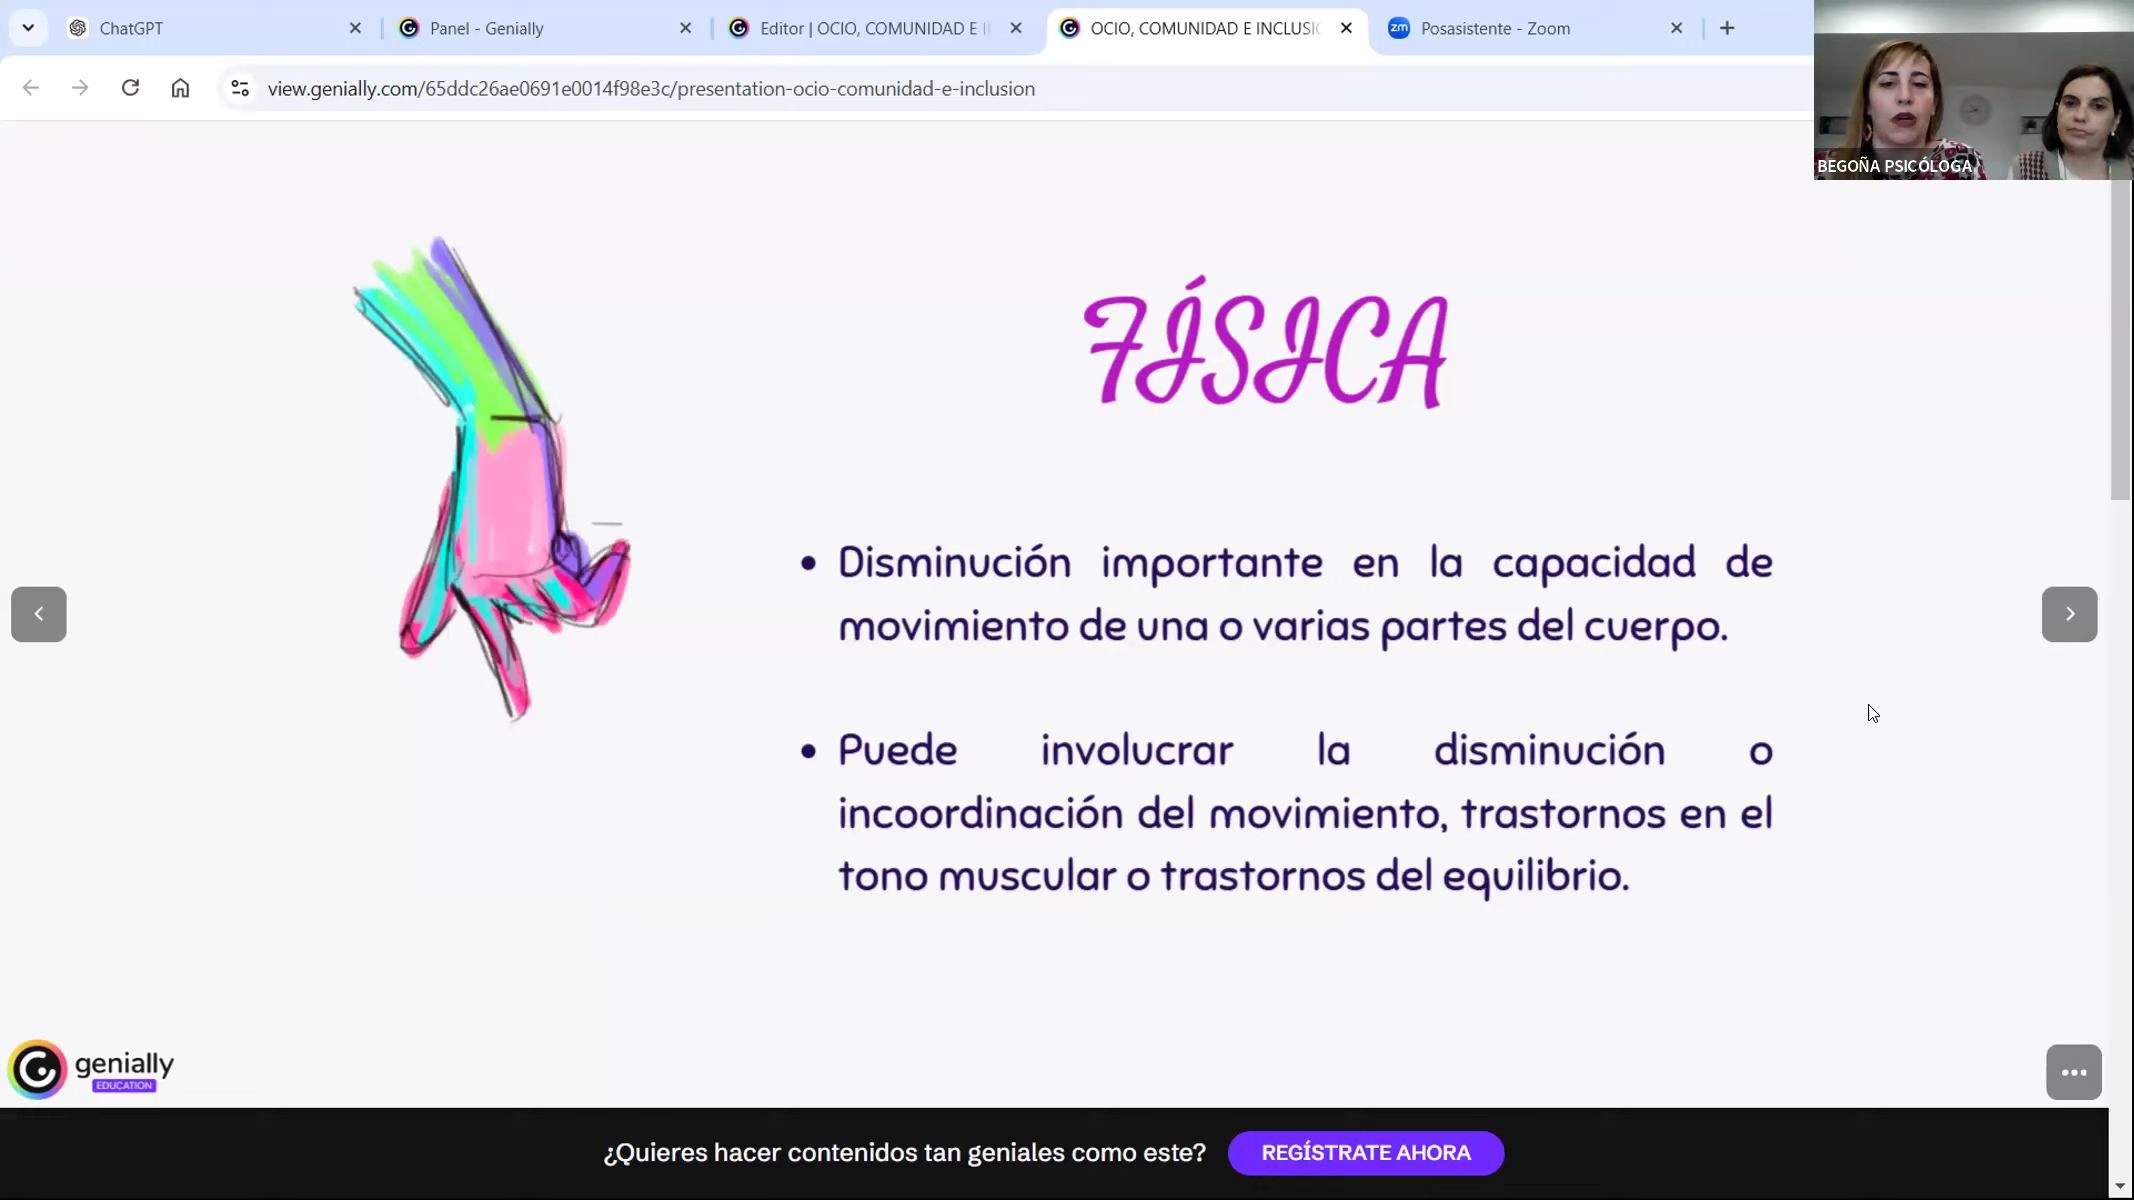 ChatGPT
Panel - Genially
Editor | OCIO, COMUNIDAD E I
OCIO, COMUNIDAD E INCLUSI
Posasistente - Zoom
view.genially.com/65ddc26ae0691e0014f98e3c/presentation-ocio-comunidad-e-inclusion
BEGOÑA PSICÓLOGA
FÍSICA
• Disminución importante en la capacidad de
movimiento de una o varias partes del cuerpo.
• Puede involucrar la disminución o
incoordinación del movimiento, trastornos en el
tono muscular o trastornos del equilibrio.
genially
EDUCATION
¿Quieres hacer contenidos tan geniales como este?
REGÍSTRATE AHORA